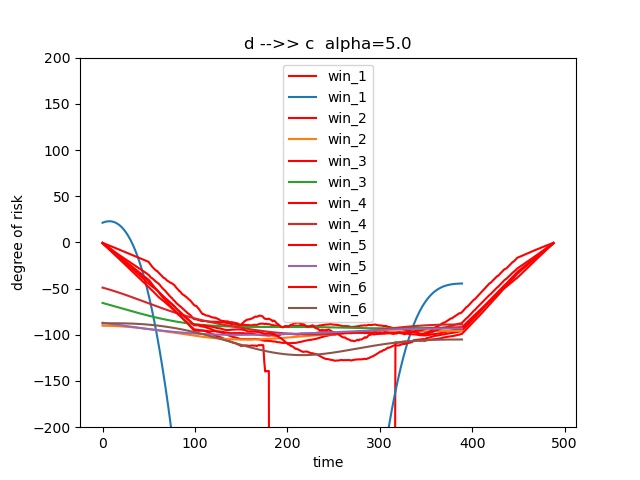 d -->> c  alpha=5.0
degree of risk
200
150
100
50
0
−50
−100
−150
−200
win_1
win_1
win_2
win_2
win_3
win_3
win_4
win_4
win_5
win_5
win_6
win_6
0 100 200 300 400 500
time